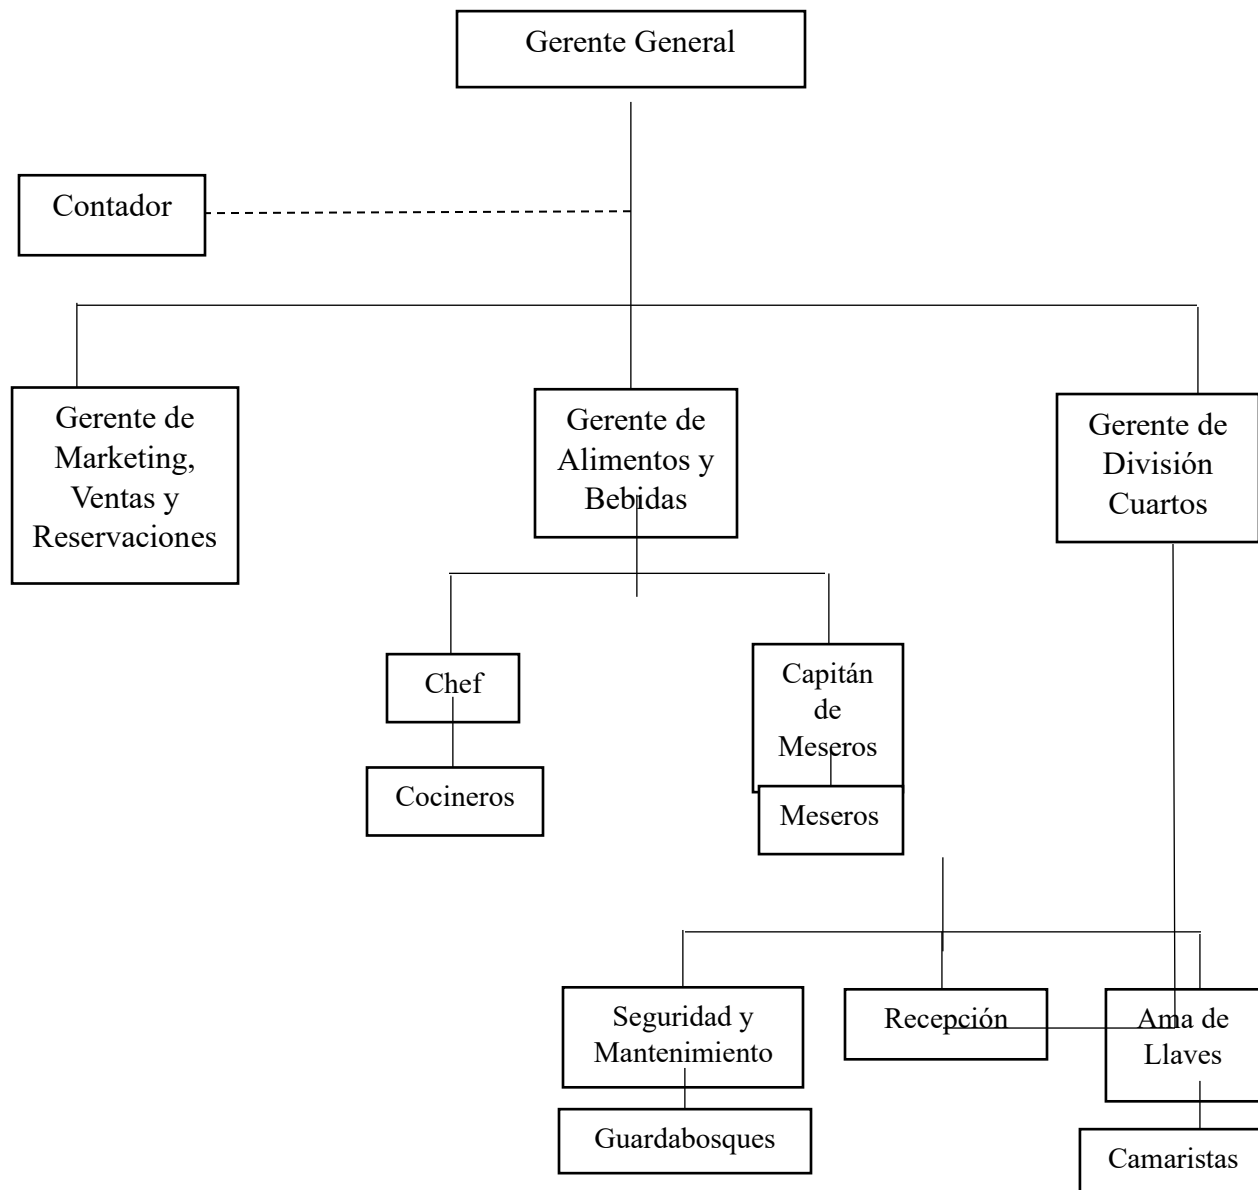 Gerente General
Contador
Gerente de
Marketing,
Ventas y
Reservaciones
Gerente de
Alimentos y
Bebidas
Gerente de
División
Cuartos
Chef
Cocineros
Capitán
de
Meseros
Meseros
Seguridad y
Mantenimiento
Guardabosques
Recepción
Ama de
Llaves
Camaristas